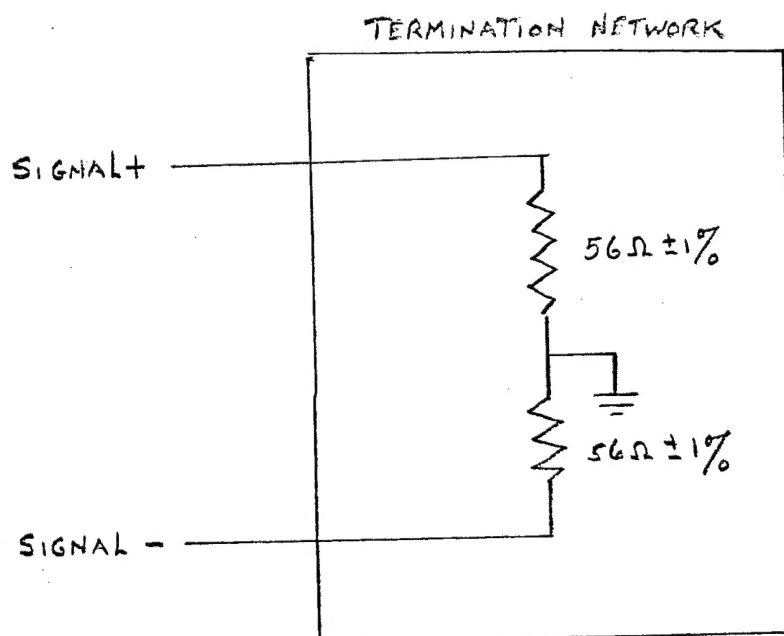 TERMINATION NETWORK
SIGNAL+
56Ω ±1%
56Ω ±1%
SIGNAL -